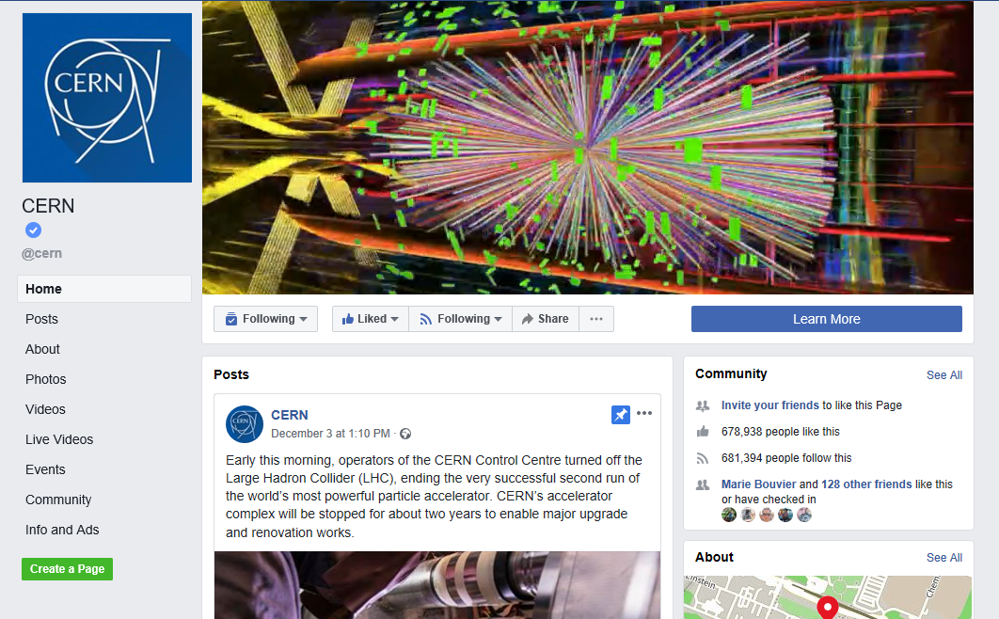 CERN
CERN
@cern
Home
Posts
About
Photos
Videos
Live Videos
Events
Community
Info and Ads
Create a Page
Following
Liked
Following
Share
Learn More
Posts
CERN
CERN
December 3 at 1:10 PM ·
Early this morning, operators of the CERN Control Centre turned off the
Large Hadron Collider (LHC), ending the very successful second run of
the world's most powerful particle accelerator. CERN's accelerator
complex will be stopped for about two years to enable major upgrade
and renovation works.
Community
See All
Invite your friends to like this Page
678,938 people like this
681,394 people follow this
Marie Bouvier and 128 other friends like this
or have checked in
About
See All